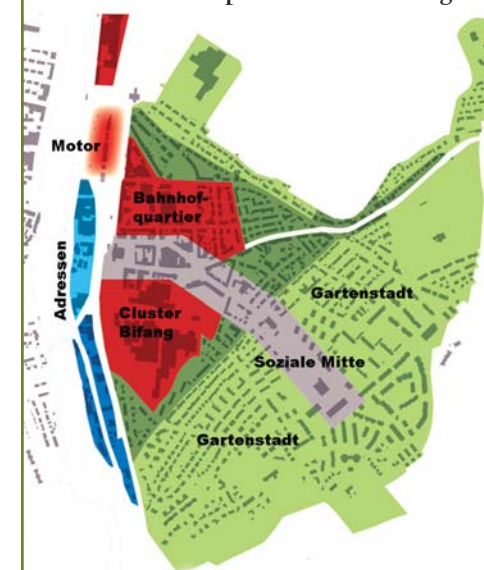 Motor
Bahnhof-
quartier
Adressen
Gartenstadt
Cluster
Bifang
Soziale Mitte
Gartenstadt